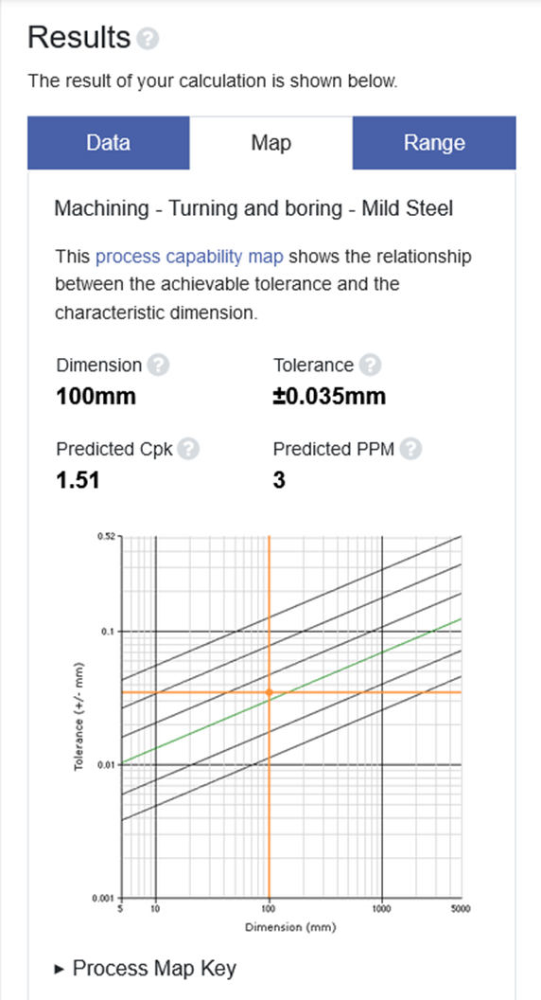 Results ?
The result of your calculation is shown below.
Data Map Range
Machining - Turning and boring - Mild Steel
This process capability map shows the relationship
between the achievable tolerance and the
characteristic dimension.
Dimension ? Tolerance ?
100mm ±0.035mm
Predicted Cpk ? Predicted PPM ?
1.51 3
0.52
0.1
Tolerance (+/- mm)
0.01
0.001
5 10 100 1000 5000
Dimension (mm)
► Process Map Key